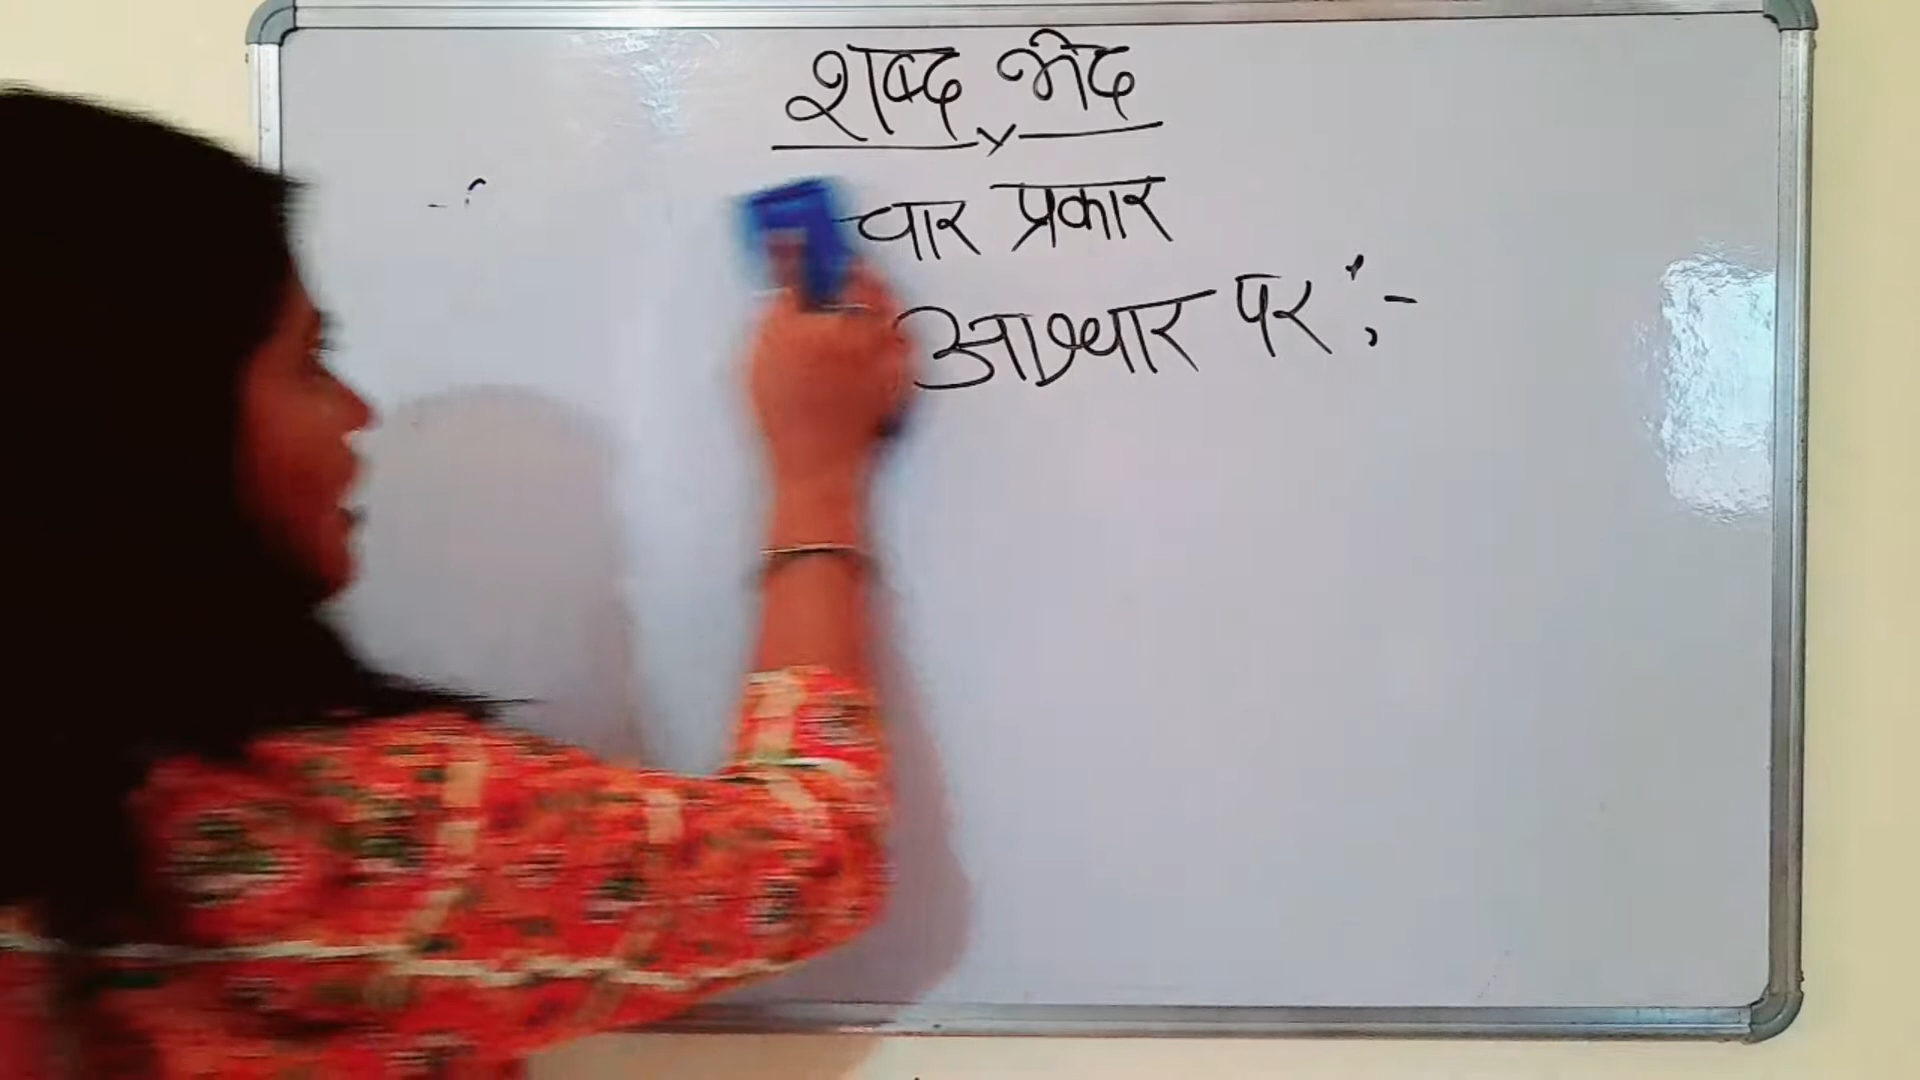 शब्द भेद
चार प्रकार
आधार पर :-